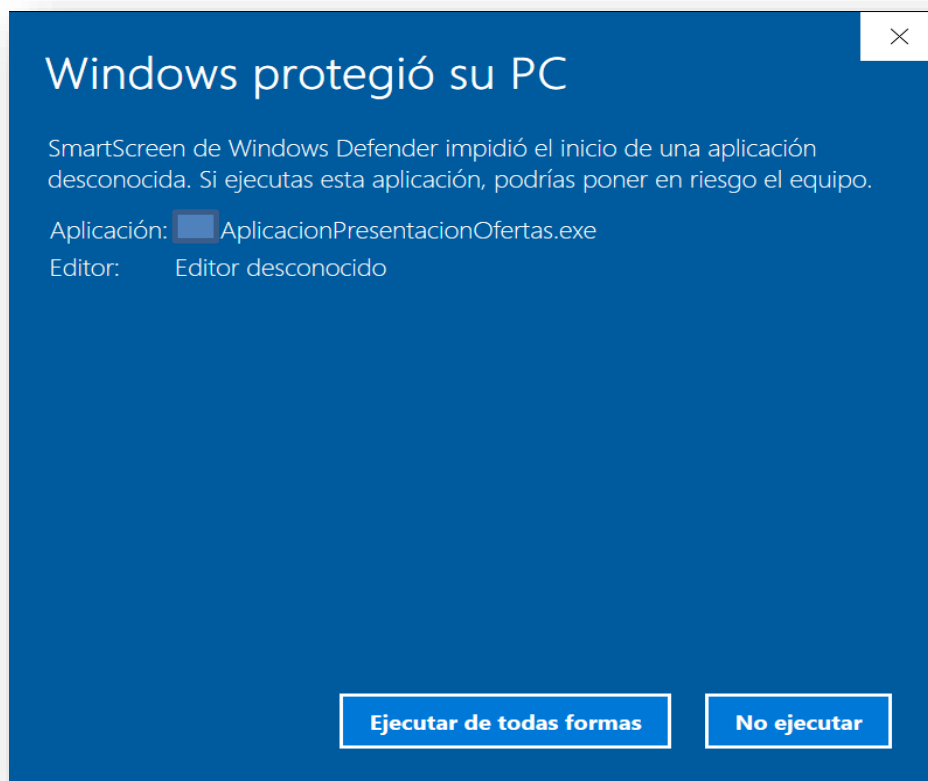 Windows protegió su PC
SmartScreen de Windows Defender impidió el inicio de una aplicación
desconocida. Si ejecutas esta aplicación, podrías poner en riesgo el equipo.
Aplicación: AplicacionPresentacionOfertas.exe
Editor: Editor desconocido
Ejecutar de todas formas No ejecutar